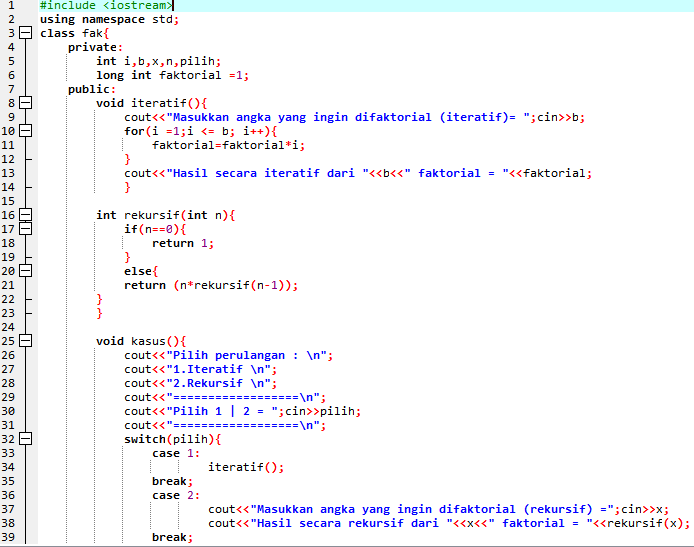 1 #include <iostream>
2 using namespace std;
3 class fak{
4 private:
5 int i,b,x,n,pilih;
6 long int faktorial =1;
7 public:
8 void iteratif(){
9 cout<<"Masukkan angka yang ingin difaktorial (iteratif)= ";cin>>b;
10 for(i =1;i <= b; i++){
11 faktorial=faktorial*i;
12 }
13 cout<<"Hasil secara iteratif dari "<<b<<" faktorial = "<<faktorial;
14 }
15
16 int rekursif(int n){
17 if(n==0){
18 return 1;
19 }
20 else{
21 return (n*rekursif(n-1));
22 }
23 }
24
25 void kasus(){
26 cout<<"Pilih perulangan : \n";
27 cout<<"1.Iteratif \n";
28 cout<<"2.Rekursif \n";
29 cout<<"==================\n";
30 cout<<"Pilih 1 | 2 = ";cin>>pilih;
31 cout<<"==================\n";
32 switch(pilih){
33 case 1:
34 iteratif();
35 break;
36 case 2:
37 cout<<"Masukkan angka yang ingin difaktorial (rekursif) =";cin>>x;
38 cout<<"Hasil secara rekursif dari "<<x<<" faktorial = "<<rekursif(x);
39 break;